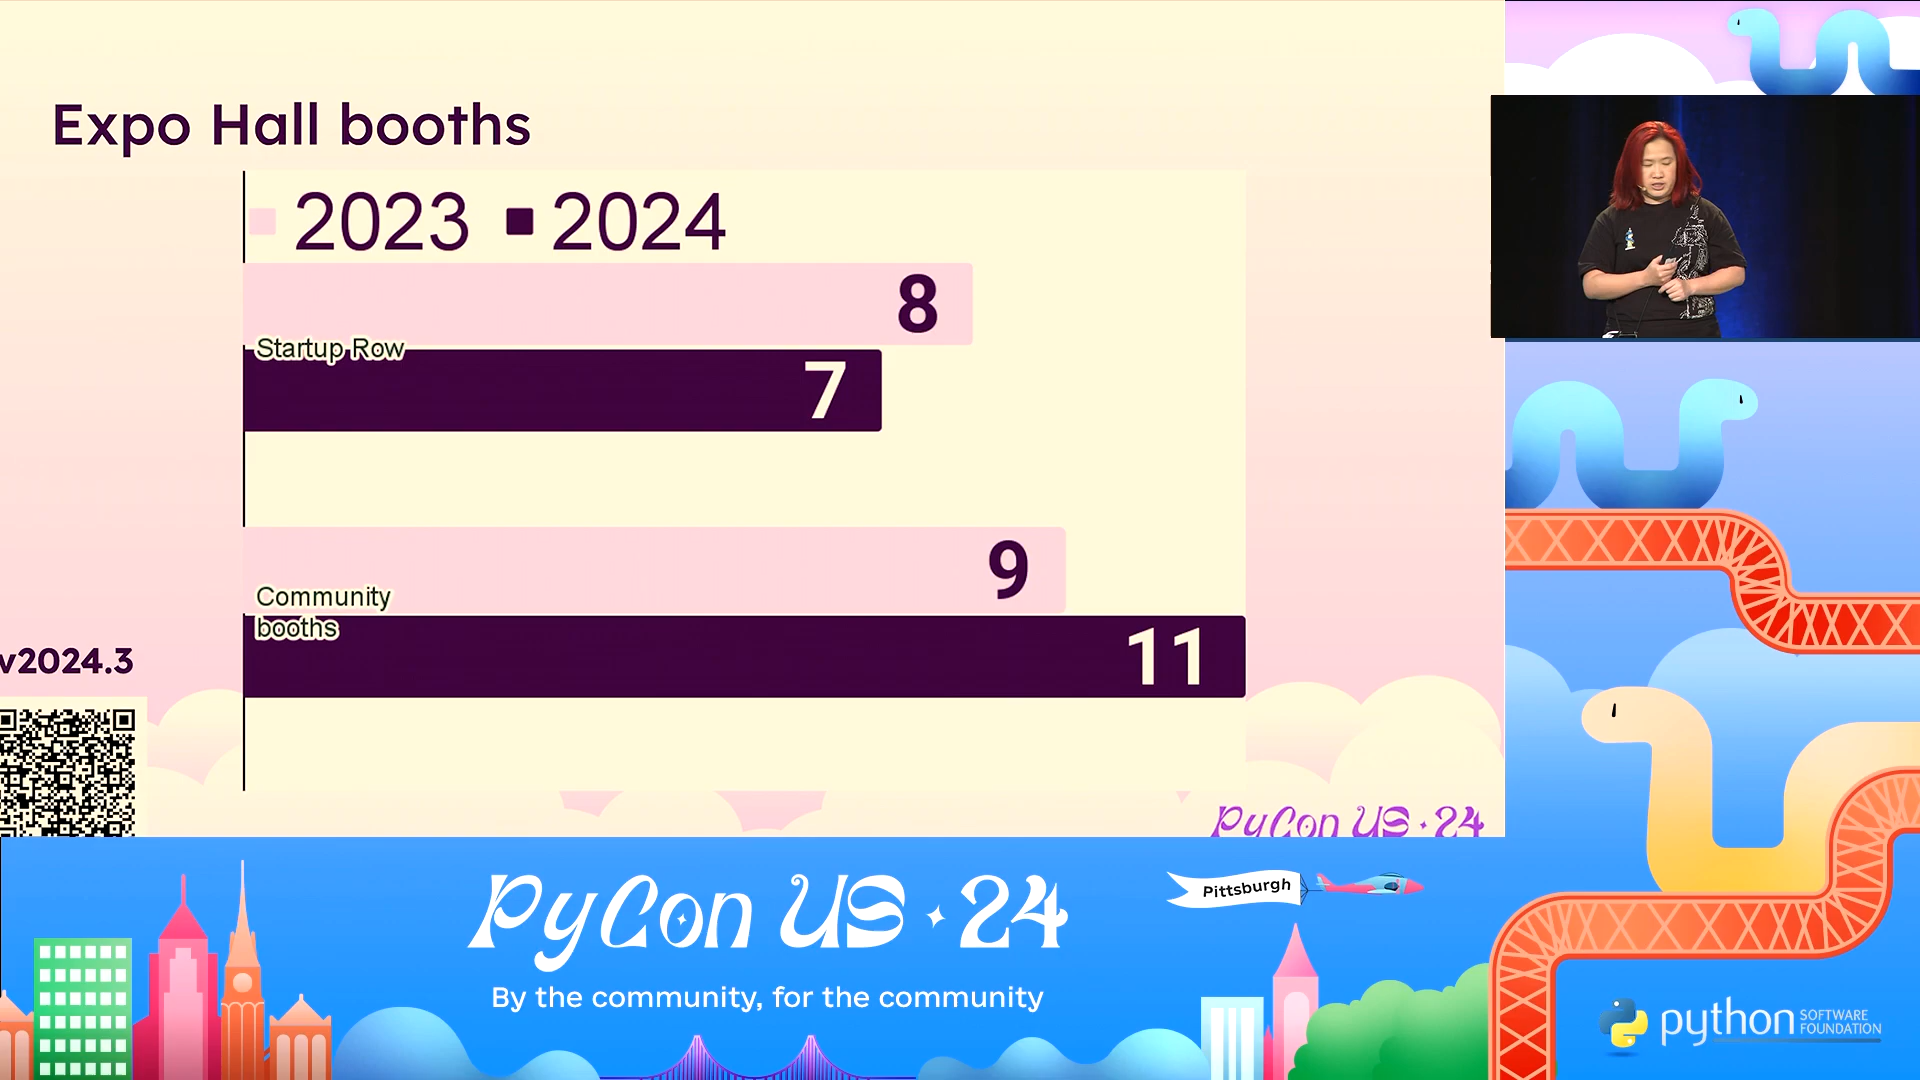 Expo Hall booths
2023 2024
8
Startup Row
7
9
Community
booths
11
v2024.3
PyCon US · 24
PyCon US · 24
Pittsburgh
By the community, for the community
python
SOFTWARE
FOUNDATION